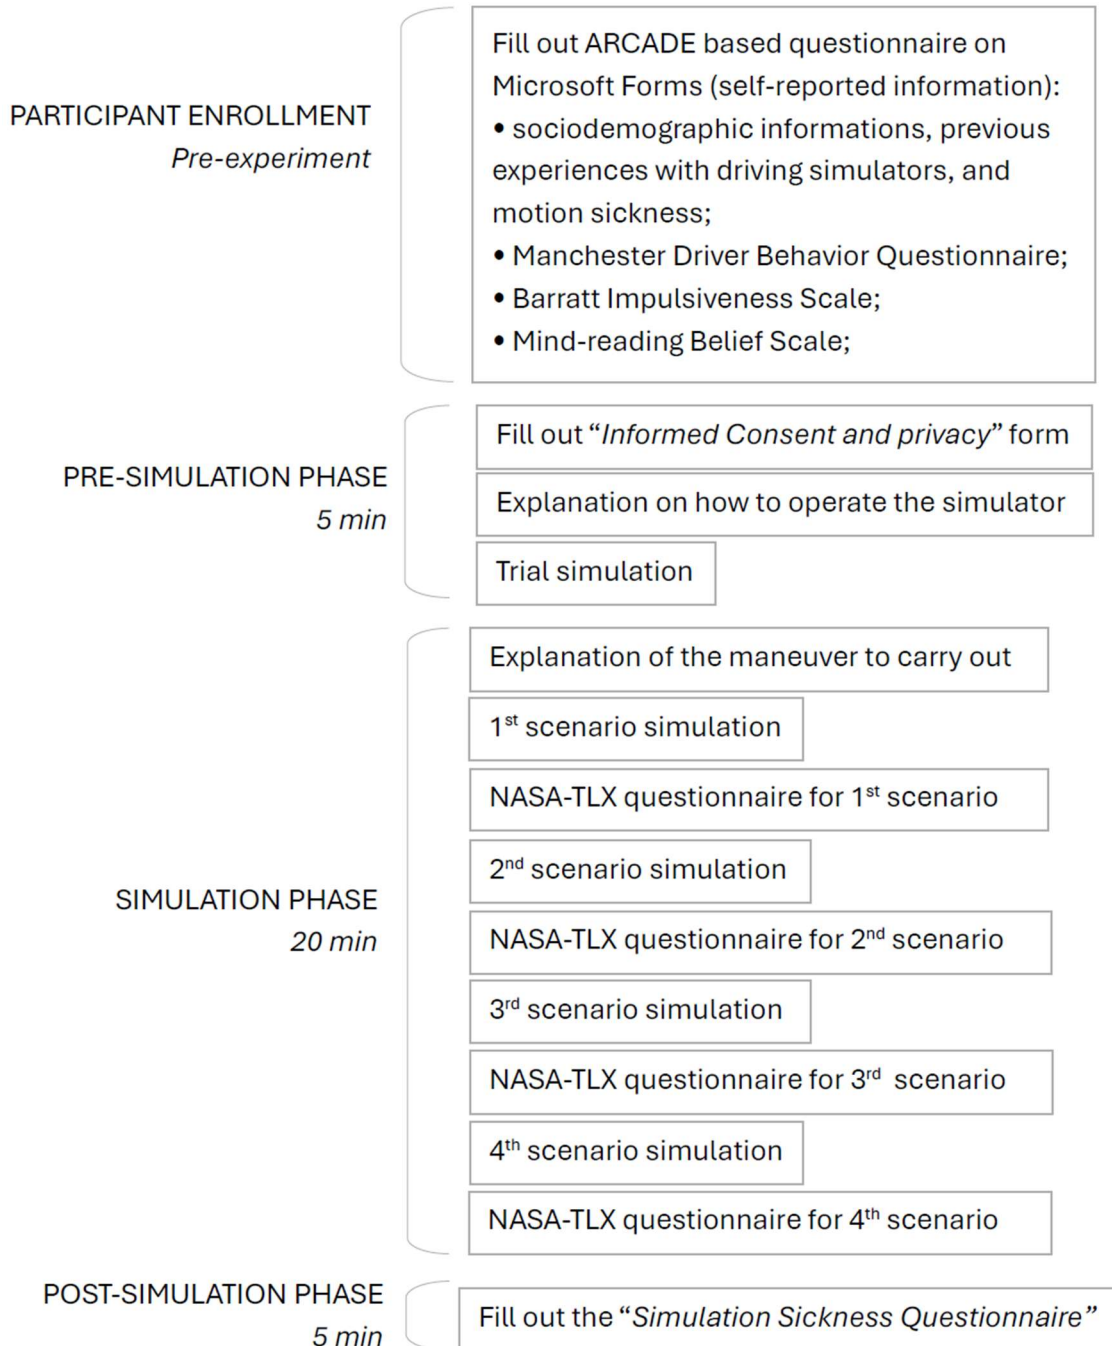 PARTICIPANT ENROLLMENT
Pre-experiment
Fill out ARCADE based questionnaire on
Microsoft Forms (self-reported information):
• sociodemographic informations, previous
experiences with driving simulators, and
motion sickness;
• Manchester Driver Behavior Questionnaire;
• Barratt Impulsiveness Scale;
• Mind-reading Belief Scale;
PRE-SIMULATION PHASE
5 min
Fill out “Informed Consent and privacy” form
Explanation on how to operate the simulator
Trial simulation
SIMULATION PHASE
20 min
Explanation of the maneuver to carry out
1st scenario simulation
NASA-TLX questionnaire for 1st scenario
2nd scenario simulation
NASA-TLX questionnaire for 2nd scenario
3rd scenario simulation
NASA-TLX questionnaire for 3rd scenario
4th scenario simulation
NASA-TLX questionnaire for 4th scenario
POST-SIMULATION PHASE
5 min
Fill out the “Simulation Sickness Questionnaire”